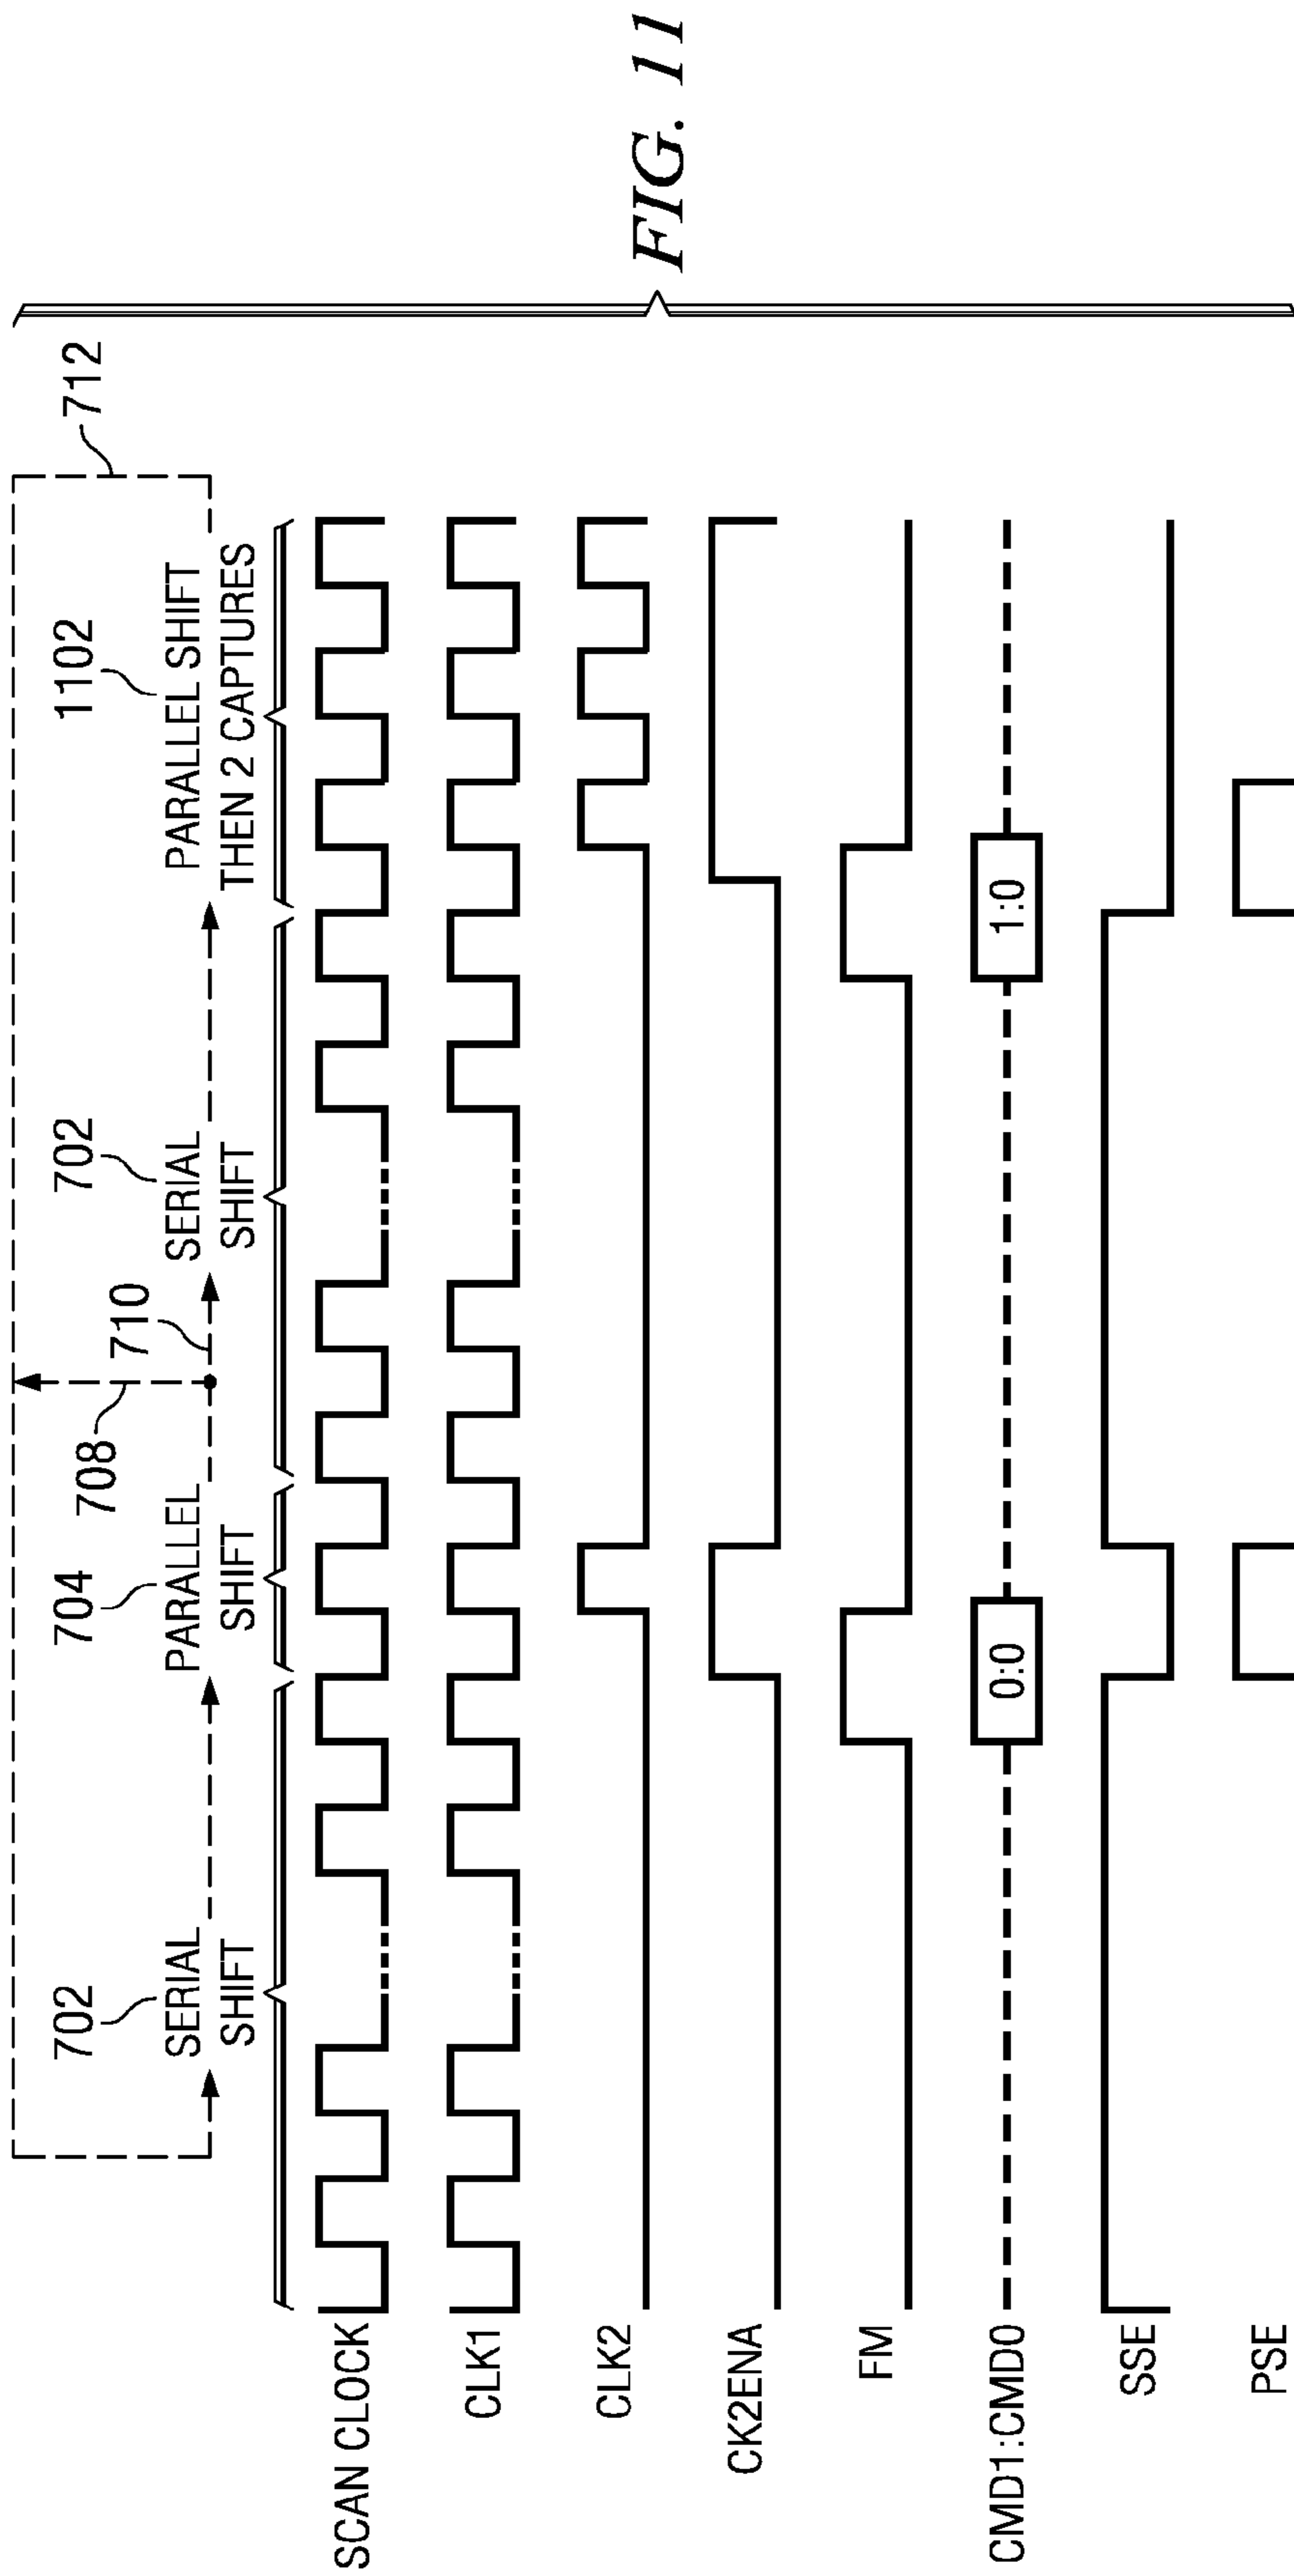 702
SERIAL
SHIFT
704
PARALLEL
SHIFT
708
710
702
SERIAL
SHIFT
1102
PARALLEL SHIFT
THEN 2 CAPTURES
712
SCAN CLOCK
CLK1
CLK2
CK2ENA
FM
CMD1:CMD0
0:0
1:0
SSE
PSE
FIG. 11